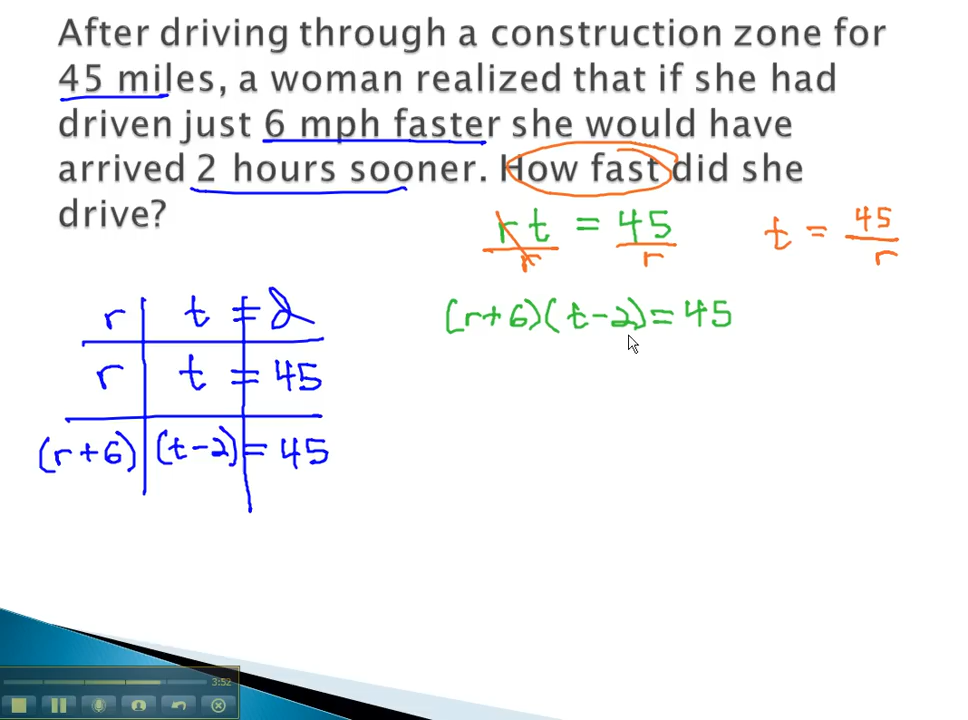 After driving through a construction zone for
45 miles, a woman realized that if she had
driven just 6 mph faster she would have
arrived 2 hours sooner. How fast did she
drive?
rt = 45
r r
t = 45/r
(r+6)(t-2)=45
r t = d
r t = 45
(r+6) (t-2) = 45
3:52